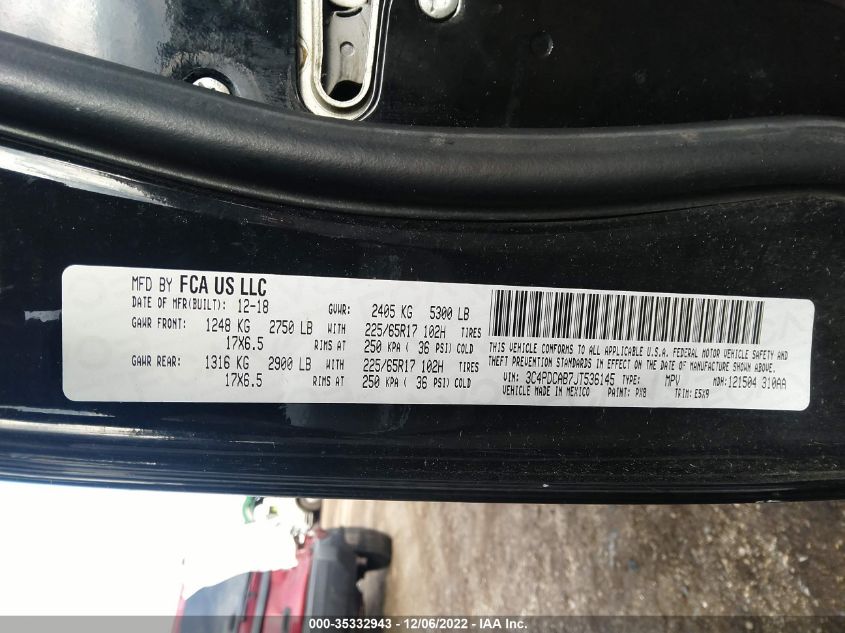 MFD BY FCA US LLC
DATE OF MFR(BUILT): 12-18 GVWR: 2405 KG 5300 LB
GAWR FRONT: 1248 KG 2750 LB WITH 225/65R17 102H TIRES
17X6.5 RIMS AT 250 KPA ( 36 PSI) COLD
GAWR REAR: 1316 KG 2900 LB WITH 225/65R17 102H TIRES
17X6.5 RIMS AT 250 KPA ( 36 PSI) COLD
THIS VEHICLE CONFORMS TO ALL APPLICABLE U.S.A. FEDERAL MOTOR VEHICLE SAFETY AND
THEFT PREVENTION STANDARDS IN EFFECT ON THE DATE OF MANUFACTURE SHOWN ABOVE.
VIN: 3C4PDCAB7JT536145 TYPE: MPV MDH: 121504 310AA
VEHICLE MADE IN MEXICO PAINT: PX8 TRIM: E5X9
000-35332943 - 12/06/2022 - IAA Inc.